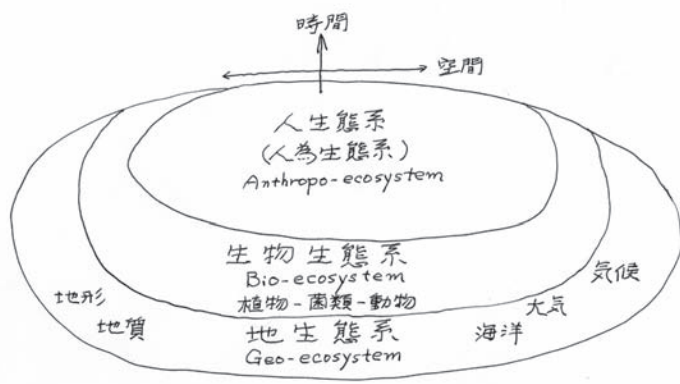 時間
空間
人生態系
(人為生態系)
Anthropo-ecosystem
生物生態系
Bio-ecosystem
植物-菌類-動物
気候
地形
大気
地質
海洋
地生態系
Geo-ecosystem